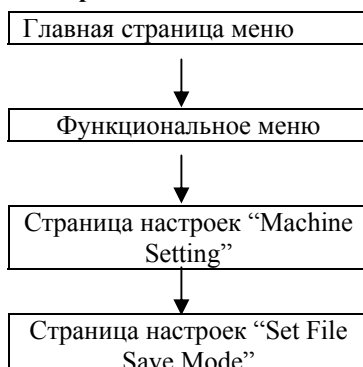 Главная страница меню
Функциональное меню
Страница настроек “Machine
Setting”
Страница настроек “Set File
Save Mode”